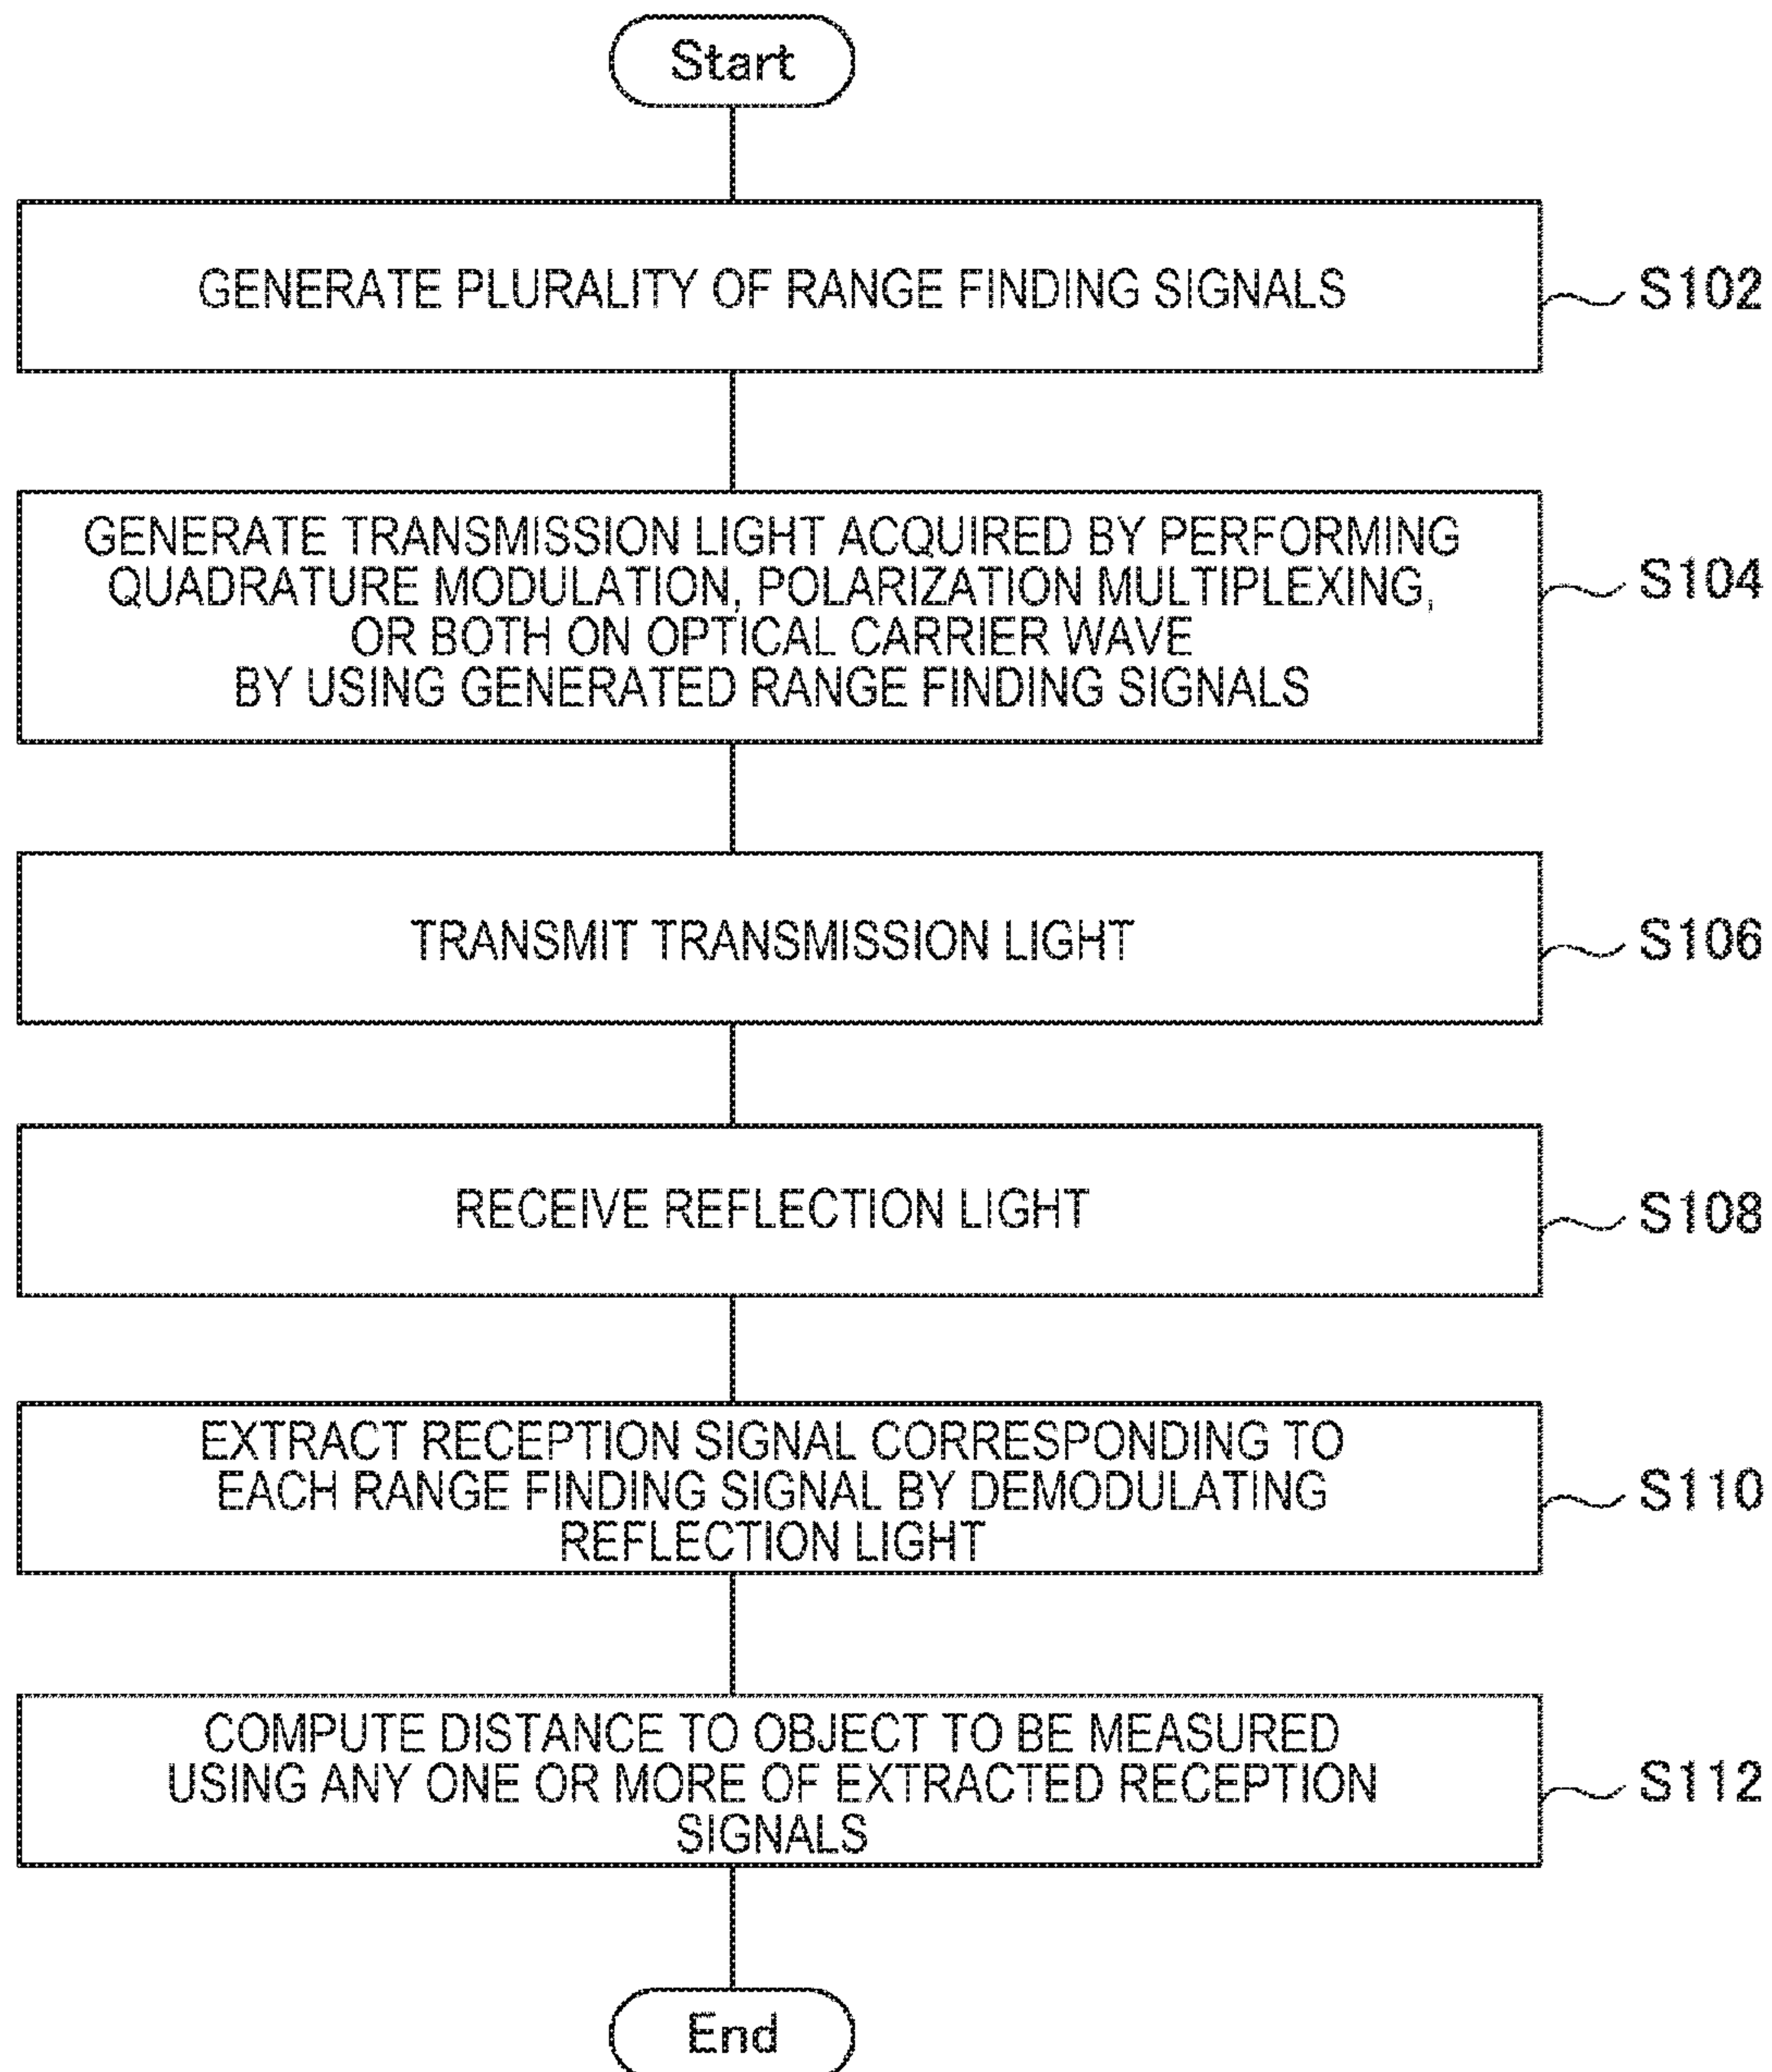 Start
GENERATE PLURALITY OF RANGE FINDING SIGNALS
S102
GENERATE TRANSMISSION LIGHT ACQUIRED BY PERFORMING
QUADRATURE MODULATION, POLARIZATION MULTIPLEXING,
OR BOTH ON OPTICAL CARRIER WAVE
BY USING GENERATED RANGE FINDING SIGNALS
S104
TRANSMIT TRANSMISSION LIGHT
S106
RECEIVE REFLECTION LIGHT
S108
EXTRACT RECEPTION SIGNAL CORRESPONDING TO
EACH RANGE FINDING SIGNAL BY DEMODULATING
REFLECTION LIGHT
S110
COMPUTE DISTANCE TO OBJECT TO BE MEASURED
USING ANY ONE OR MORE OF EXTRACTED RECEPTION
SIGNALS
S112
End